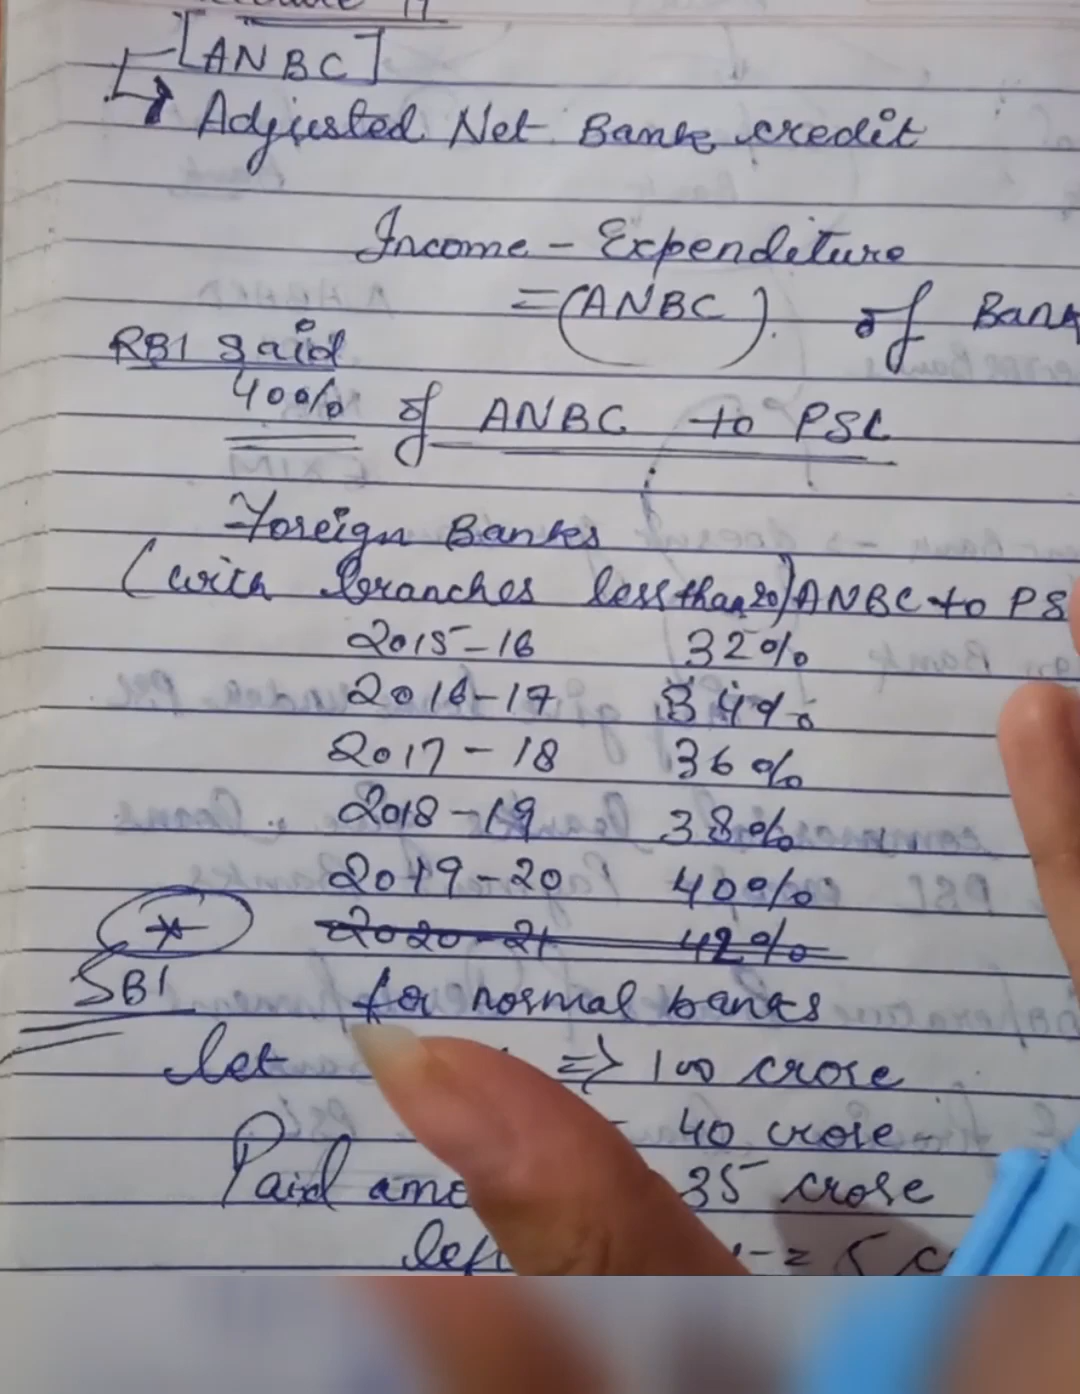 [ANBC]
Adjusted Net Bank credit
Income - Expenditure
= (ANBC). of Bank
RBI said
40% of ANBC to PSL
Foreign Banks
(with branches less than 20) ANBC to PS
2015-16 32%
2016-17 34%
2017-18 36%
2018-19 38%
2019-20 40%
* 2020-21 42%
SBI for normal banks
let => 100 crore
40 crore
Paid amo 35 crore
lef = 5 c